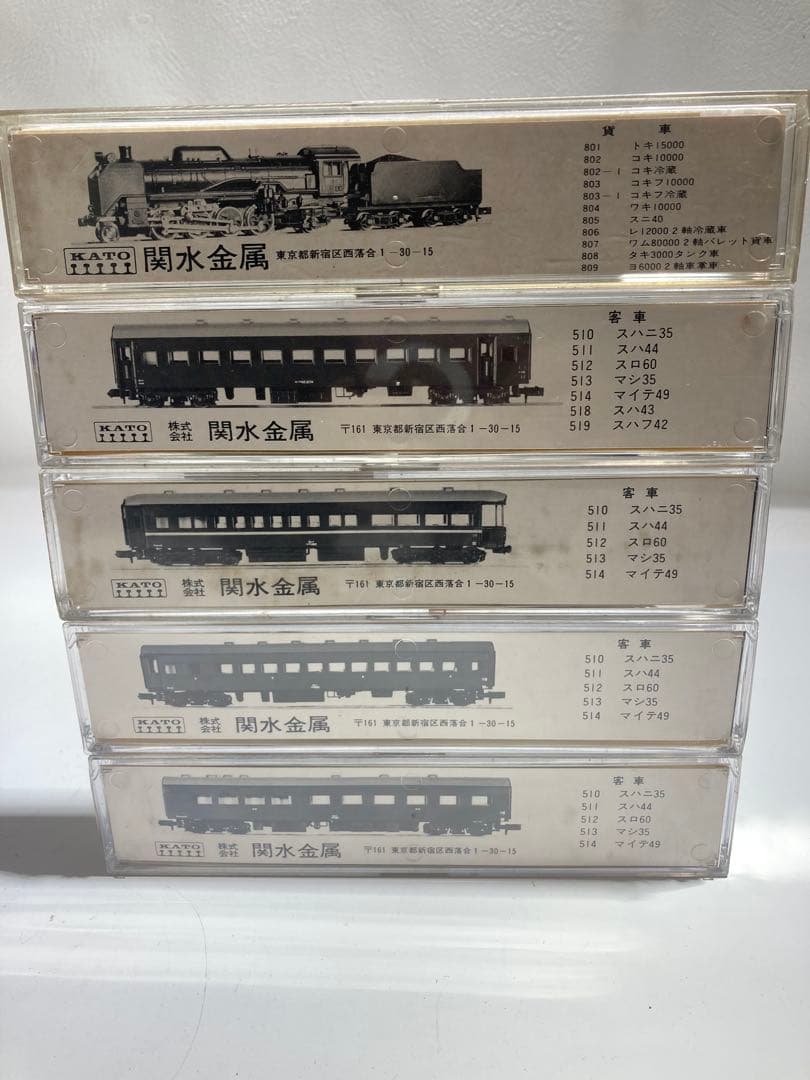 貨車
801 トキ15000
802 コキ10000
802-1 コキ冷蔵
803 コキフ10000
803-1 コキフ冷蔵
804 ワキ10000
805 スニ40
806 レ12000 2軸冷蔵車
807 ワム80000 2軸パレット貨車
808 タキ3000タンク車
809 ヨ6000 2軸車掌車
KATO 関水金属 東京都新宿区西落合1-30-15
客車
510 スハニ35
511 スハ44
512 スロ60
513 マシ35
514 マイテ49
518 スハ43
519 スハフ42
KATO 株式会社 関水金属 〒161 東京都新宿区西落合1-30-15
客車
510 スハニ35
511 スハ44
512 スロ60
513 マシ35
514 マイテ49
KATO 株式会社 関水金属 〒161 東京都新宿区西落合1-30-15
客車
510 スハニ35
511 スハ44
512 スロ60
513 マシ35
514 マイテ49
KATO 株式会社 関水金属 〒161 東京都新宿区西落合1-30-15
客車
510 スハニ35
511 スハ44
512 スロ60
513 マシ35
514 マイテ49
KATO 株式会社 関水金属 〒161 東京都新宿区西落合1-30-15